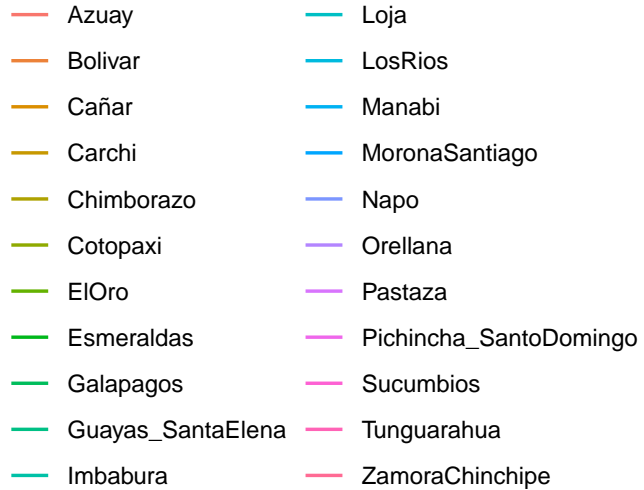 Azuay
Bolivar
Cañar
Carchi
Chimborazo
Cotopaxi
ElOro
Esmeraldas
Galapagos
Guayas_SantaElena
Imbabura
Loja
LosRios
Manabi
MoronaSantiago
Napo
Orellana
Pastaza
Pichincha_SantoDomingo
Sucumbios
Tunguarahua
ZamoraChinchipe